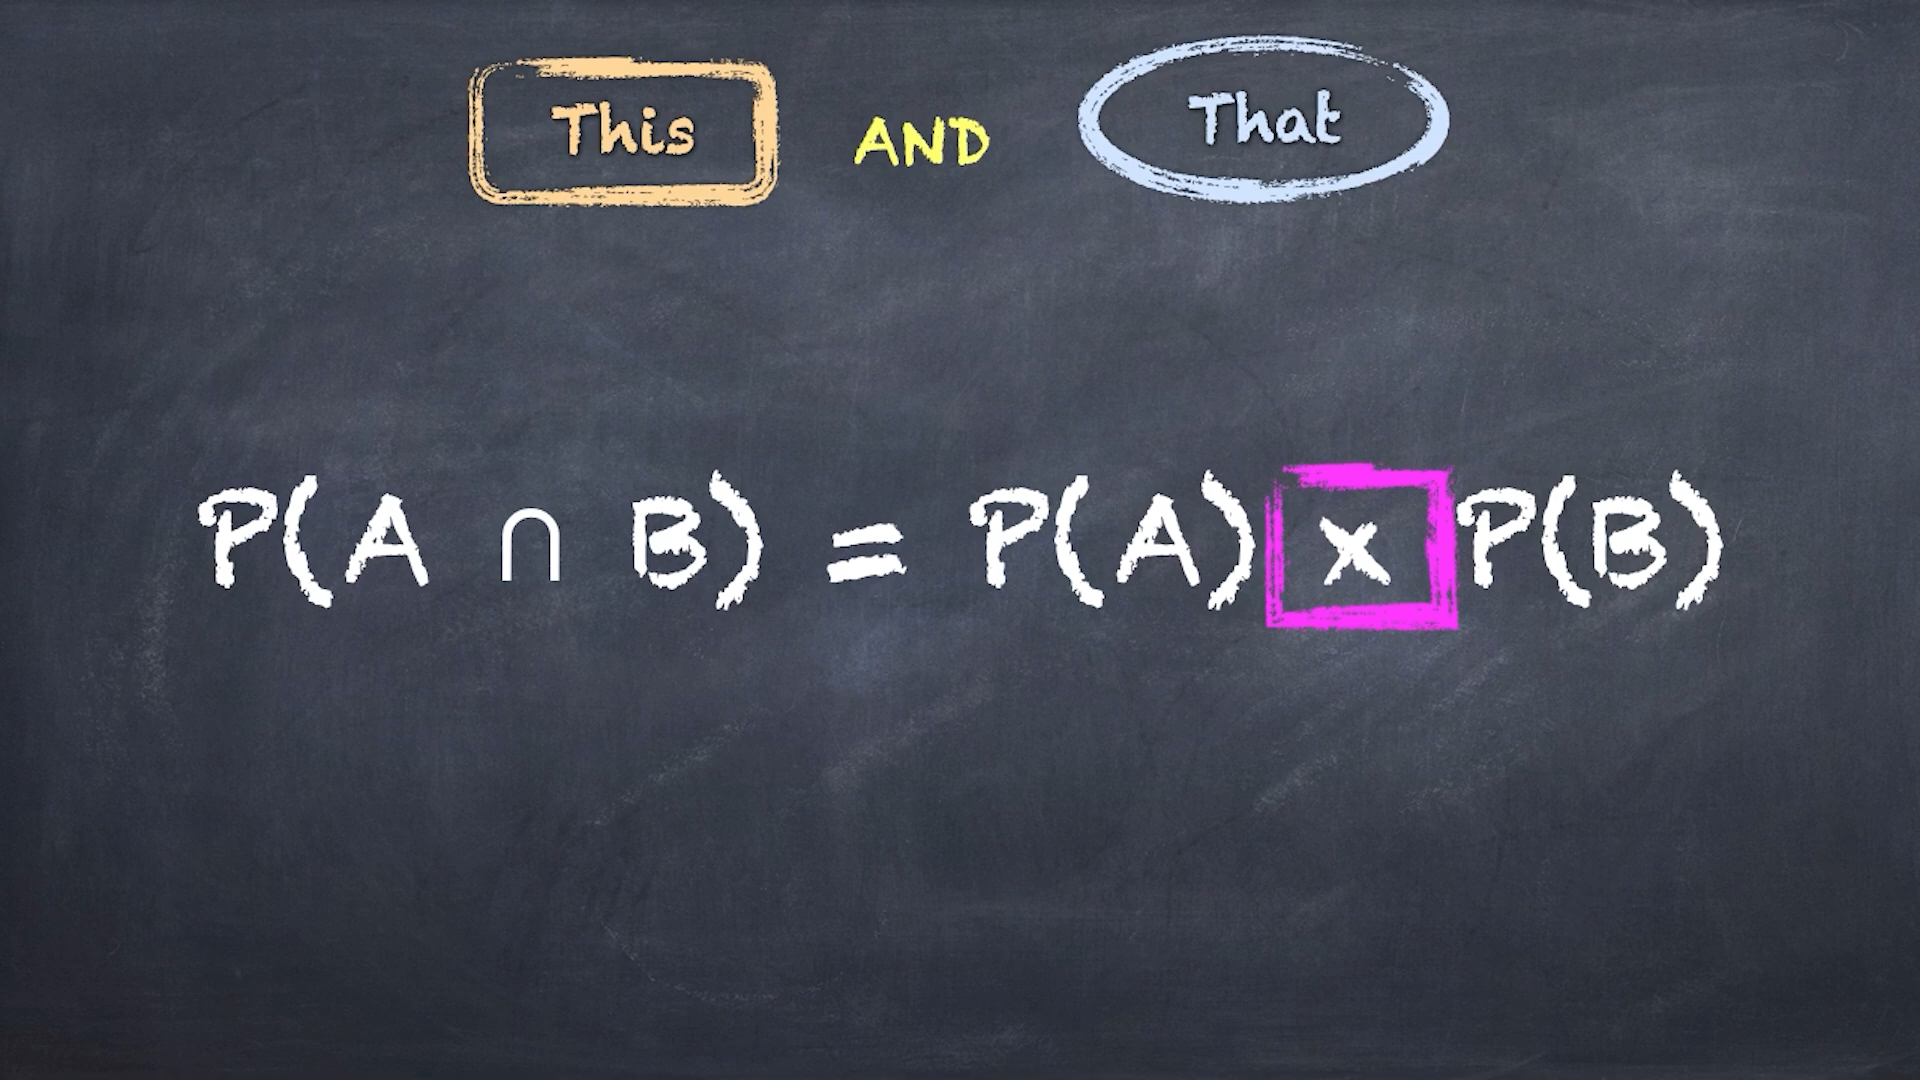 This AND That
P(A ∩ B) = P(A) x P(B)